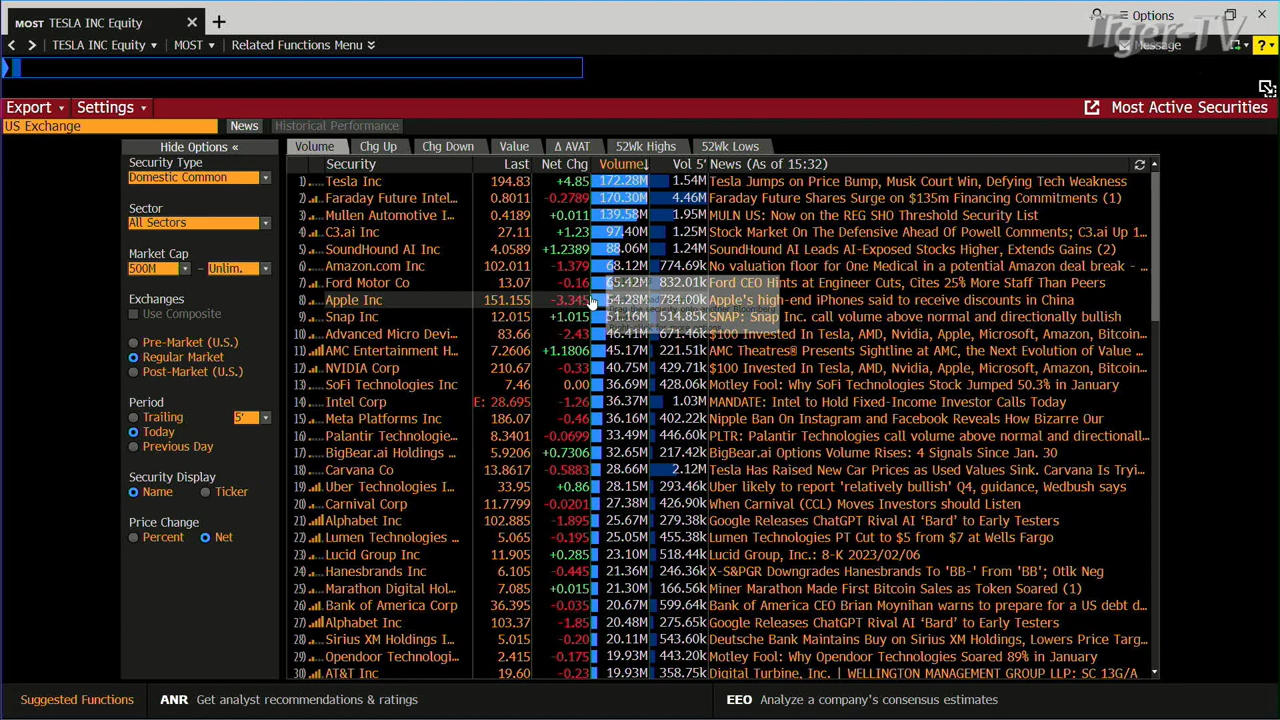 MOST TESLA INC Equity
Options
TESLA INC Equity MOST Related Functions Menu
Message
Tiger-TV
Export Settings Most Active Securities
US Exchange News Historical Performance
Hide Options «
Volume Chg Up Chg Down Value Δ AVAT 52Wk Highs 52Wk Lows
Security Type
Domestic Common
Sector
All Sectors
Market Cap
500M – Unlim.
Exchanges
Use Composite
Pre-Market (U.S.)
Regular Market
Post-Market (U.S.)
Period
Trailing 5'
Today
Previous Day
Security Display
Name Ticker
Price Change
Percent Net
Security Last Net Chg Volume↓ Vol 5' News (As of 15:32)
1) Tesla Inc 194.83 +4.85 172.28M 1.54M Tesla Jumps on Price Bump, Musk Court Win, Defying Tech Weakness
2) Faraday Future Intel… 0.8011 -0.2789 170.30M 4.46M Faraday Future Shares Surge on $135m Financing Commitments (1)
3) Mullen Automotive I… 0.4189 +0.011 139.58M 1.95M MULN US: Now on the REG SHO Threshold Security List
4) C3.ai Inc 27.11 +1.23 97.40M 1.25M Stock Market On The Defensive Ahead Of Powell Comments; C3.ai Up 1…
5) SoundHound AI Inc 4.0589 +1.2389 88.06M 1.24M SoundHound AI Leads AI-Exposed Stocks Higher, Extends Gains (2)
6) Amazon.com Inc 102.011 -1.379 68.12M 774.69k No valuation floor for One Medical in a potential Amazon deal break - …
7) Ford Motor Co 13.07 -0.16 65.42M 832.01k Ford CEO Hints at Engineer Cuts, Cites 25% More Staff Than Peers
8) Apple Inc 151.155 -3.345 54.28M 784.00k Apple's high-end iPhones said to receive discounts in China
9) Snap Inc 12.015 +1.015 51.16M 514.85k SNAP: Snap Inc. call volume above normal and directionally bullish
10) Advanced Micro Devi… 83.66 -2.43 46.41M 671.46k $100 Invested In Tesla, AMD, Nvidia, Apple, Microsoft, Amazon, Bitcoin…
11) AMC Entertainment H… 7.2606 +1.1806 45.17M 221.51k AMC Theatres® Presents Sightline at AMC, the Next Evolution of Value …
12) NVIDIA Corp 210.67 -0.33 40.75M 429.71k $100 Invested In Tesla, AMD, Nvidia, Apple, Microsoft, Amazon, Bitcoin…
13) SoFi Technologies Inc 7.46 0.00 36.69M 428.06k Motley Fool: Why SoFi Technologies Stock Jumped 50.3% in January
14) Intel Corp E: 28.695 -1.26 36.37M 1.03M MANDATE: Intel to Hold Fixed-Income Investor Calls Today
15) Meta Platforms Inc 186.07 -0.46 36.16M 402.22k Nipple Ban On Instagram and Facebook Reveals How Bizarre Our
16) Palantir Technologie… 8.3401 -0.0699 33.49M 446.60k PLTR: Palantir Technologies call volume above normal and directionally…
17) BigBear.ai Holdings … 5.9206 +0.7306 32.65M 217.42k BigBear.ai Options Volume Rises: 4 Signals Since Jan. 30
18) Carvana Co 13.8617 -0.5883 28.66M 2.12M Tesla Has Raised New Car Prices as Used Values Sink. Carvana Is Tryi…
19) Uber Technologies I… 33.95 +0.86 28.15M 293.46k Uber likely to report 'relatively bullish' Q4, guidance, Wedbush says
20) Carnival Corp 11.7799 -0.0201 27.38M 426.90k When Carnival (CCL) Moves Investors should Listen
21) Alphabet Inc 102.885 -1.895 25.67M 279.38k Google Releases ChatGPT Rival AI ‘Bard’ to Early Testers
22) Lumen Technologies … 5.065 -0.195 25.05M 455.38k Lumen Technologies PT Cut to $5 from $7 at Wells Fargo
23) Lucid Group Inc 11.905 +0.285 23.10M 518.44k Lucid Group, Inc.: 8-K 2023/02/06
24) Hanesbrands Inc 6.105 -0.445 21.36M 246.36k X-S&PGR Downgrades Hanesbrands To 'BB-' From 'BB'; Otlk Neg
25) Marathon Digital Hol… 7.085 +0.015 21.30M 166.56k Miner Marathon Made First Bitcoin Sales as Token Soared (1)
26) Bank of America Corp 36.395 -0.035 20.67M 599.64k Bank of America CEO Brian Moynihan warns to prepare for a US debt d…
27) Alphabet Inc 103.37 -1.85 20.48M 275.68k Google Releases ChatGPT Rival AI ‘Bard’ to Early Testers
28) Sirius XM Holdings I… 5.015 -0.20 20.11M 543.60k Deutsche Bank Maintains Buy on Sirius XM Holdings, Lowers Price Targ…
29) Opendoor Technologi… 2.415 -0.175 19.93M 443.20k Motley Fool: Why Opendoor Technologies Soared 89% in January
30) AT&T Inc 19.60 -0.23 19.93M 358.75k Digital Turbine, Inc. | WELLINGTON MANAGEMENT GROUP LLP: SC 13G/A
Suggested Functions ANR Get analyst recommendations & ratings EEO Analyze a company's consensus estimates